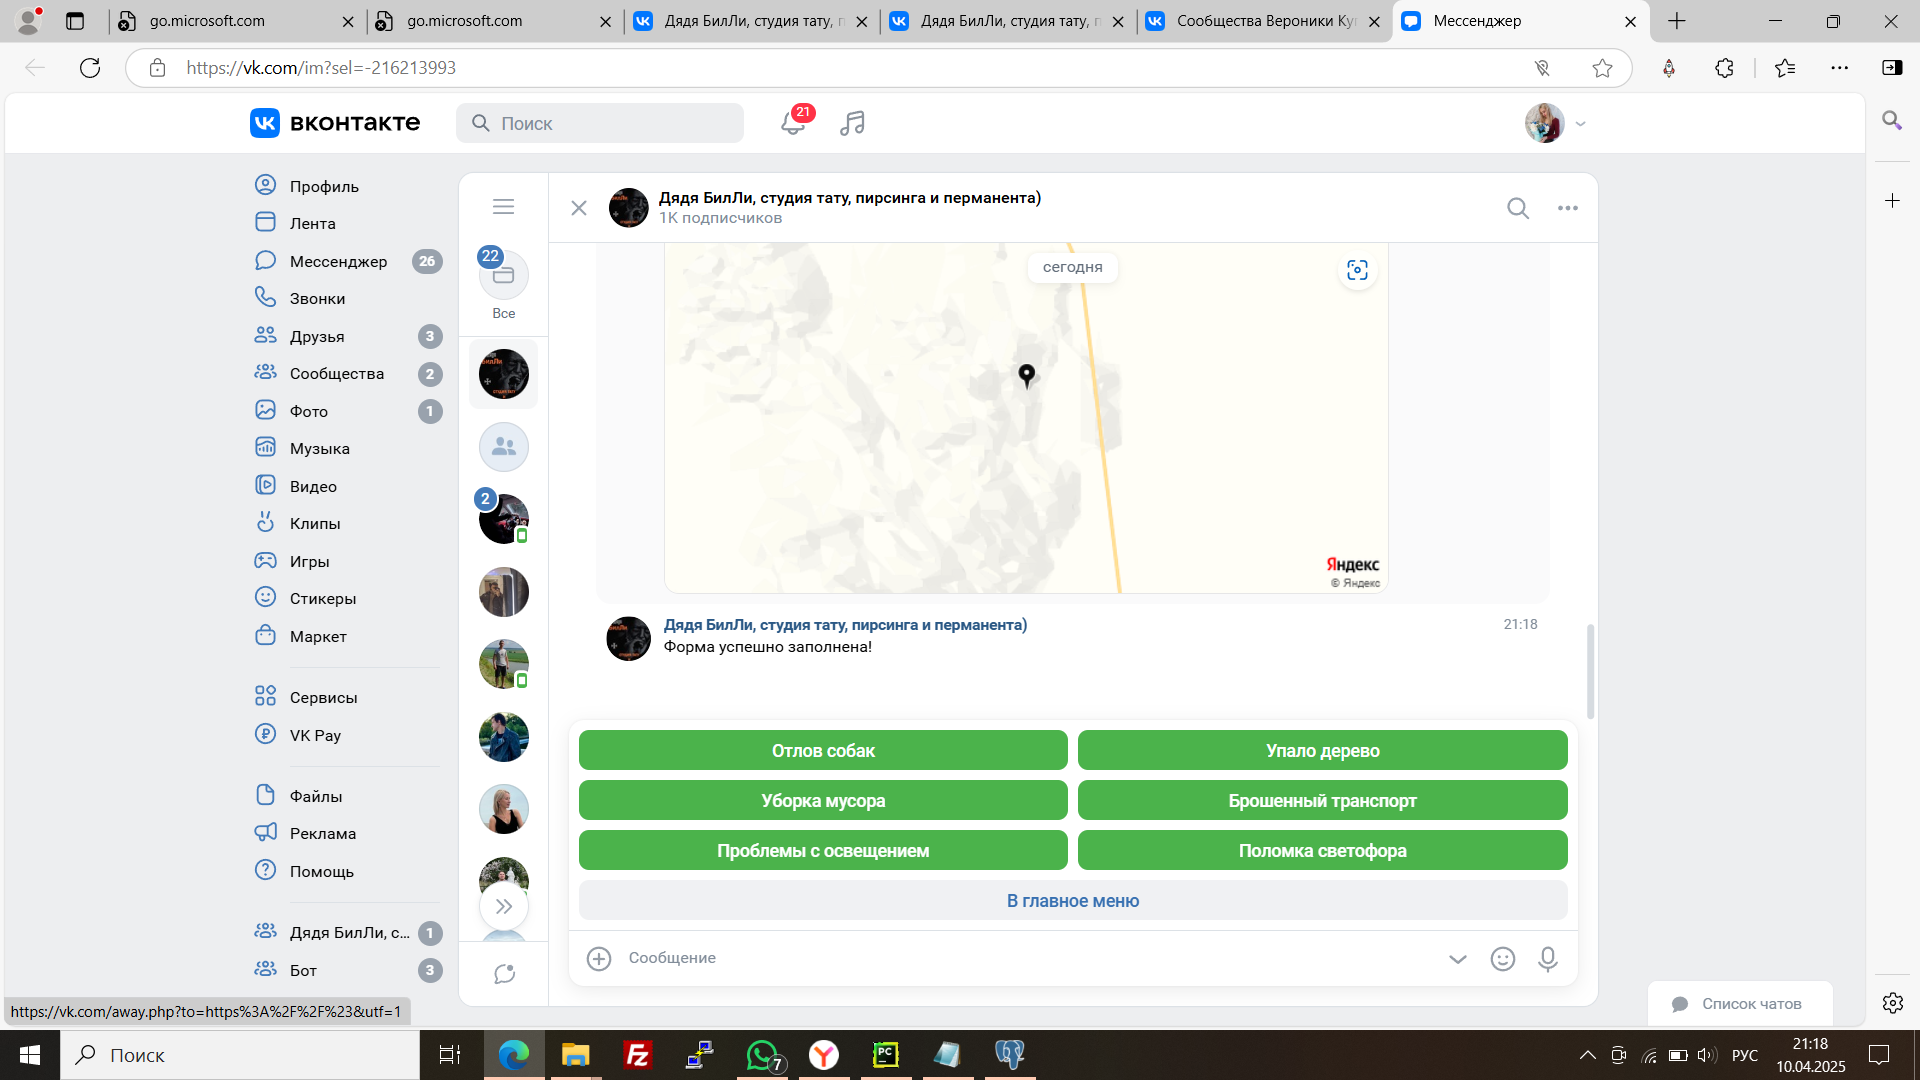 go.microsoft.com
go.microsoft.com
Дядя БилЛи, студия тату, п
Дядя БилЛи, студия тату, п
Сообщества Вероники Ку
Мессенджер
https://vk.com/im?sel=-216213993
вконтакте
Поиск
21
Профиль
Лента
Мессенджер 26
Звонки
Друзья 3
Сообщества 2
Фото 1
Музыка
Видео
Клипы
Игры
Стикеры
Маркет
Сервисы
VK Pay
Файлы
Реклама
Помощь
Дядя БилЛи, с... 1
Бот 3
22
Все
2
Дядя БилЛи, студия тату, пирсинга и перманента)
1K подписчиков
сегодня
Яндекс
© Яндекс
Дядя БилЛи, студия тату, пирсинга и перманента) 21:18
Форма успешно заполнена!
Отлов собак
Упало дерево
Уборка мусора
Брошенный транспорт
Проблемы с освещением
Поломка светофора
В главное меню
Сообщение
Список чатов
https://vk.com/away.php?to=https%3A%2F%2F%23&utf=1
Поиск
7
РУС
21:18
10.04.2025